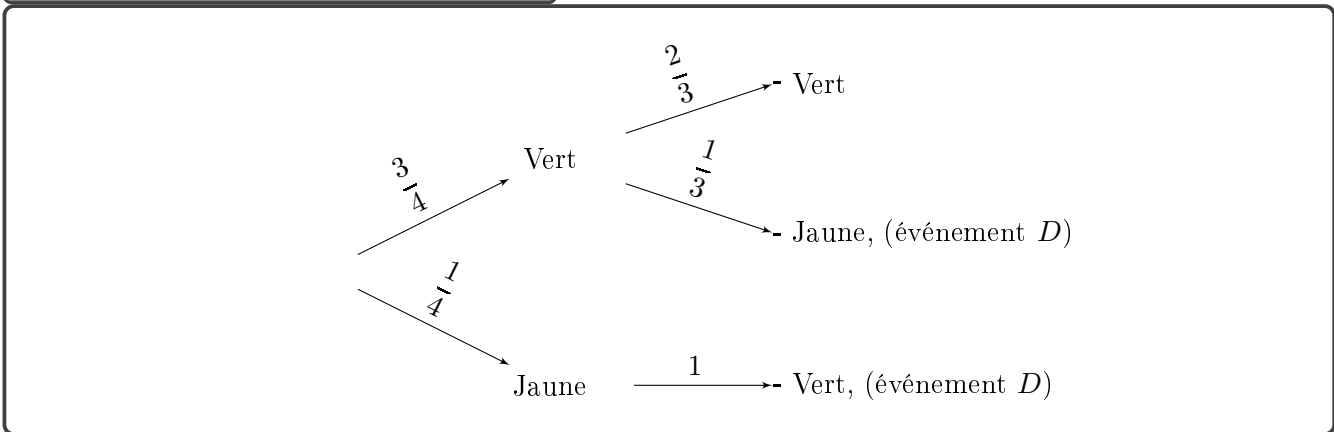 2/3
- Vert
1/3
3/4
Vert
- Jaune, (événement D)
1/4
1
Jaune
- Vert, (événement D)